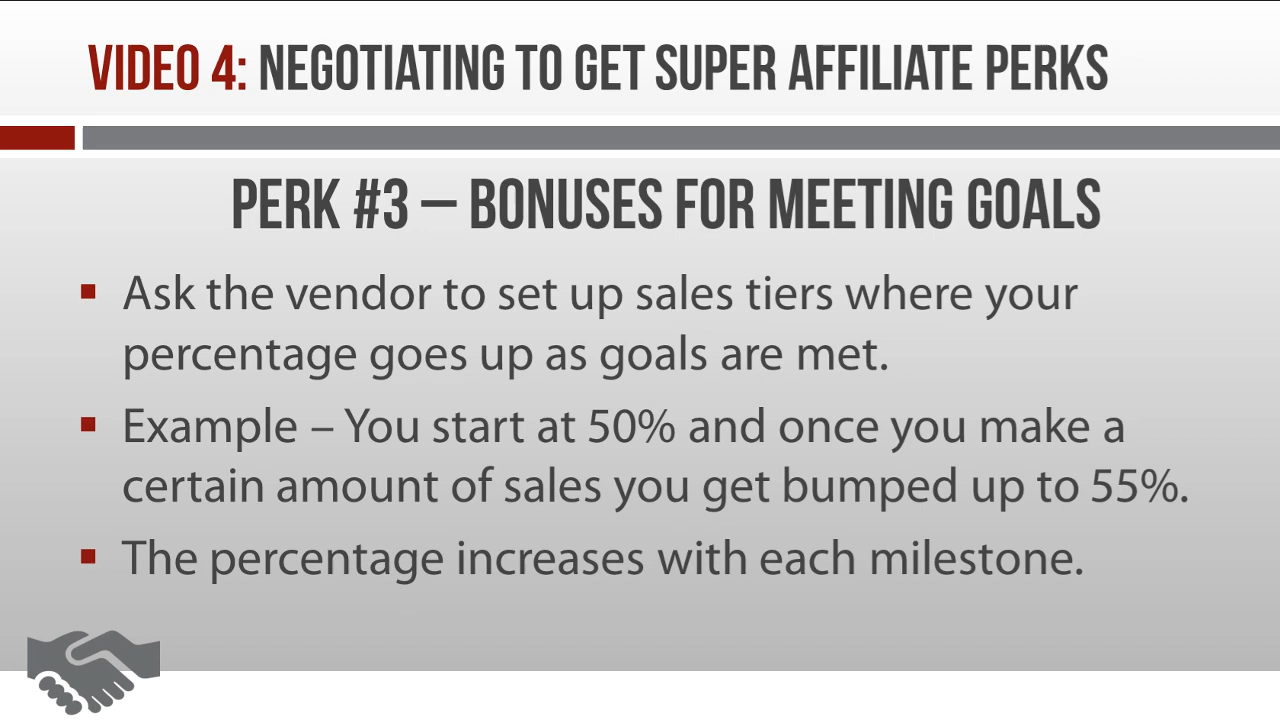 VIDEO 4: NEGOTIATING TO GET SUPER AFFILIATE PERKS
PERK #3 – BONUSES FOR MEETING GOALS
Ask the vendor to set up sales tiers where your
percentage goes up as goals are met.
Example – You start at 50% and once you make a
certain amount of sales you get bumped up to 55%.
The percentage increases with each milestone.